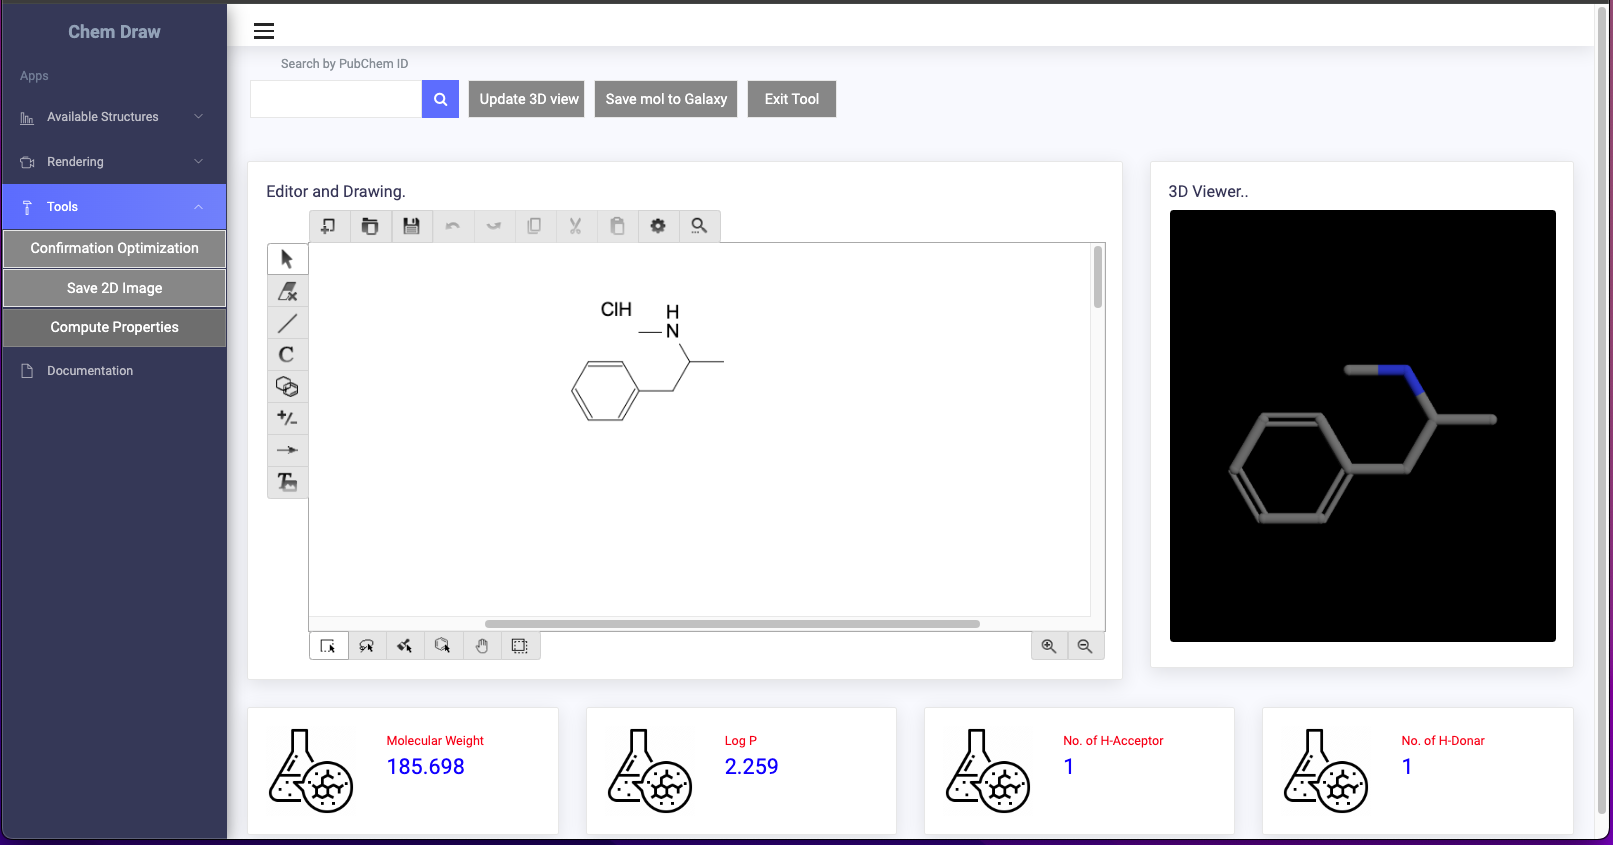 Chem Draw
Apps
Available Structures
Rendering
Tools
Confirmation Optimization
Save 2D Image
Compute Properties
Documentation
Search by PubChem ID
Update 3D view
Save mol to Galaxy
Exit Tool
Editor and Drawing.
C
+/-
T
ClH
H
N
3D Viewer..
Molecular Weight
185.698
Log P
2.259
No. of H-Acceptor
1
No. of H-Donar
1